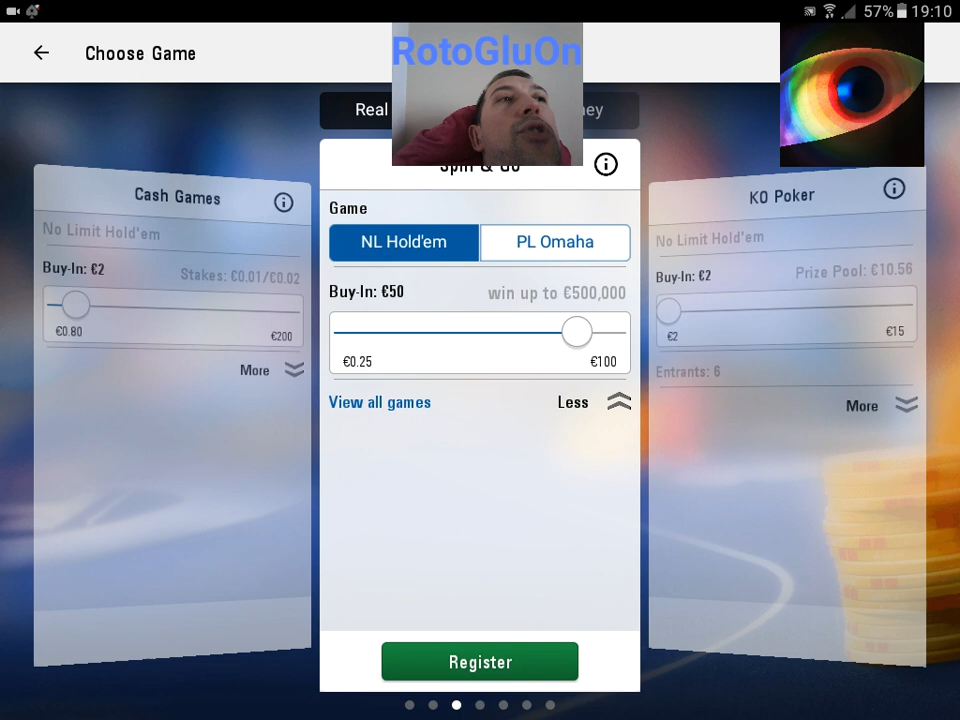 57% 19:10
Choose Game
RotoGluOn
Real
ney
Spin & Go
Cash Games
No Limit Hold'em
Buy-In: €2
Stakes: €0.01/€0.02
€0.80
€200
More
Game
NL Hold'em
PL Omaha
Buy-In: €50
win up to €500,000
€0.25
€100
View all games
Less
Register
KO Poker
No Limit Hold'em
Buy-In: €2
Prize Pool: €10.56
€2
€15
Entrants: 6
More